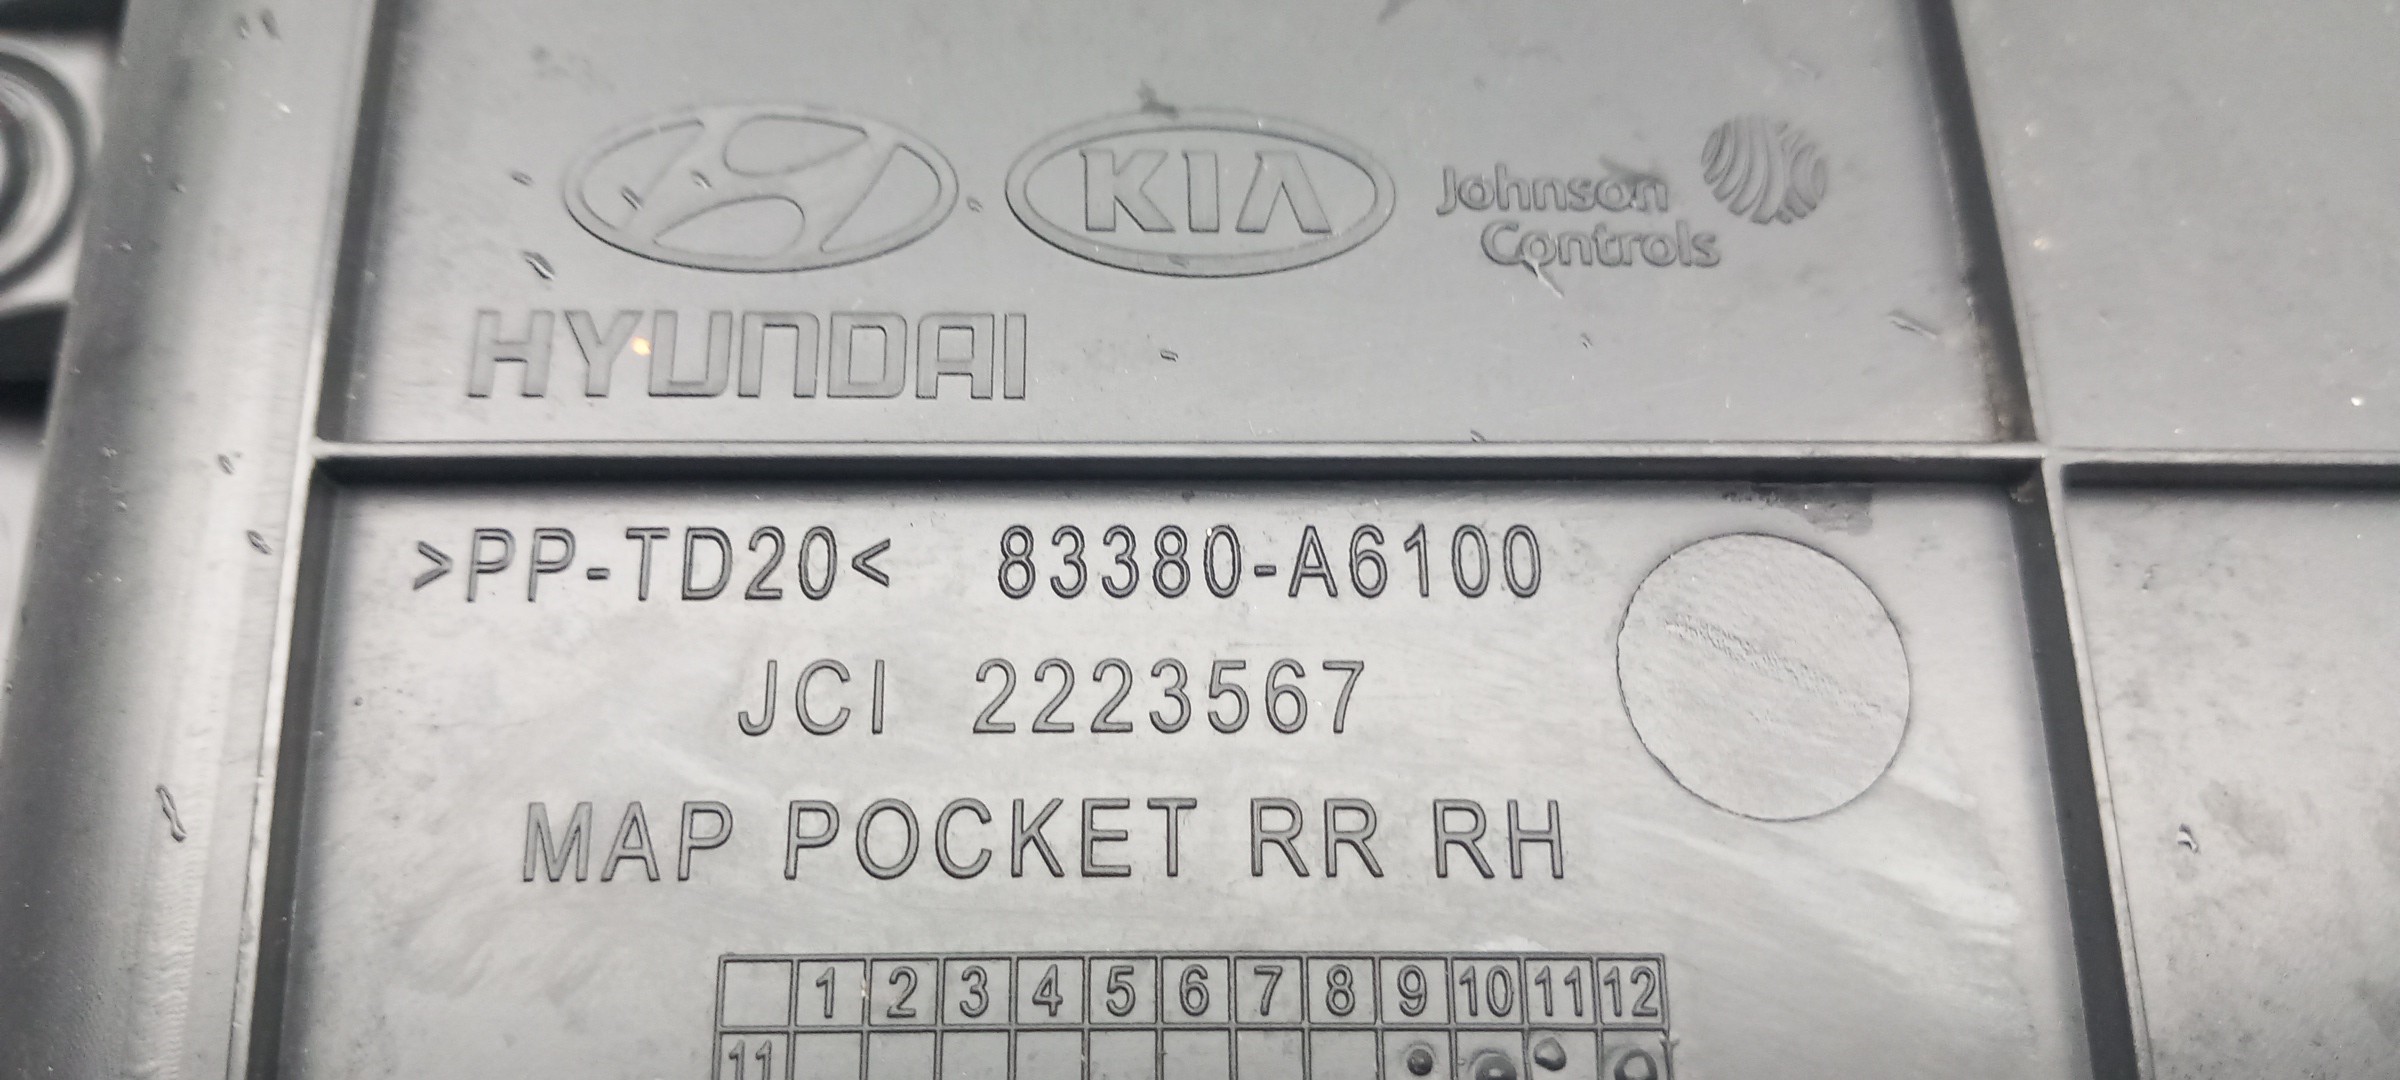 KIA Johnson
Controls
HYUNDAI
>PP-TD20< 83380-A6100
JCI 2223567
MAP POCKET RR RH
1 2 3 4 5 6 7 8 9 10 11 12
11